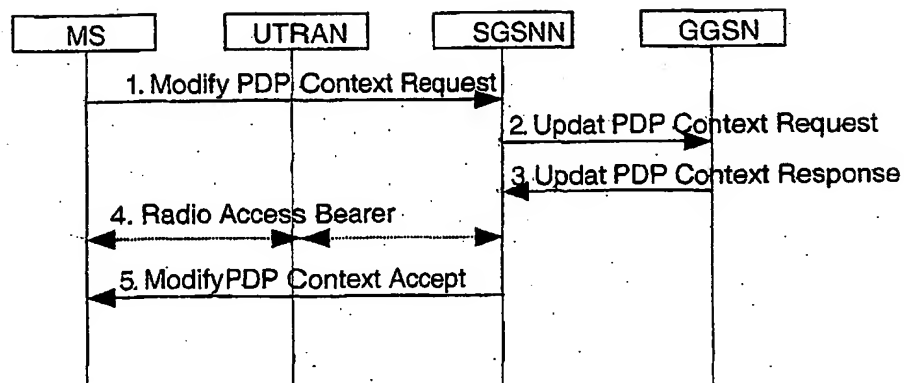 MS UTRAN SGSNN GGSN
1. Modify PDP Context Request
2. Updat PDP Context Request
3. Updat PDP Context Response
4. Radio Access Bearer
5. ModifyPDP Context Accept